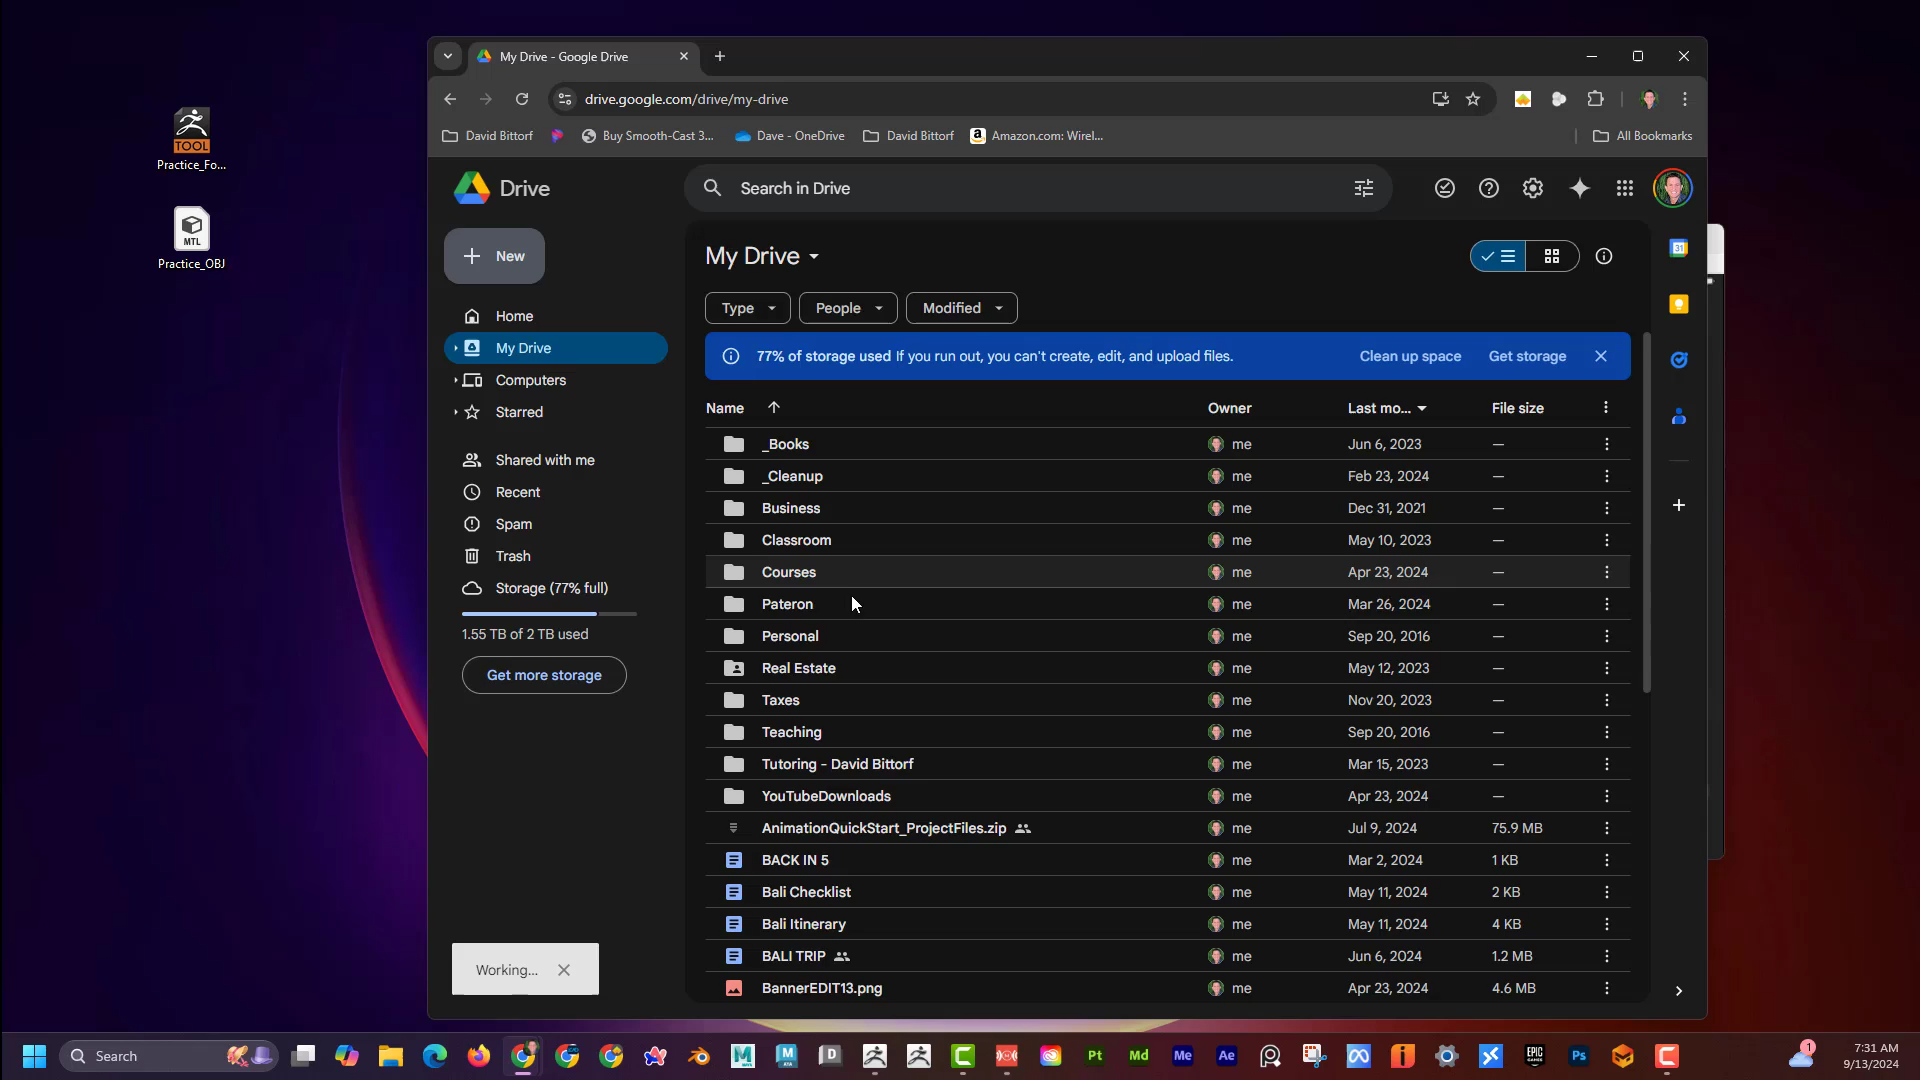 My Drive - Google Drive
drive.google.com/drive/my-drive
David Bittorf
Buy Smooth-Cast 3...
Dave - OneDrive
David Bittorf
Amazon.com: Wirel...
All Bookmarks
TOOL
Practice_Fo...
MTL
Practice_OBJ
Drive
Search in Drive
New
Home
My Drive
Computers
Starred
Shared with me
Recent
Spam
Trash
Storage (77% full)
1.55 TB of 2 TB used
Get more storage
Working...
My Drive
Type
People
Modified
77% of storage used If you run out, you can't create, edit, and upload files.
Clean up space
Get storage
Name Owner Last mo... File size
_Books me Jun 6, 2023 —
_Cleanup me Feb 23, 2024 —
Business me Dec 31, 2021 —
Classroom me May 10, 2023 —
Courses me Apr 23, 2024 —
Pateron me Mar 26, 2024 —
Personal me Sep 20, 2016 —
Real Estate me May 12, 2023 —
Taxes me Nov 20, 2023 —
Teaching me Sep 20, 2016 —
Tutoring - David Bittorf me Mar 15, 2023 —
YouTubeDownloads me Apr 23, 2024 —
AnimationQuickStart_ProjectFiles.zip me Jul 9, 2024 75.9 MB
BACK IN 5 me Mar 2, 2024 1 KB
Bali Checklist me May 11, 2024 2 KB
Bali Itinerary me May 11, 2024 4 KB
BALI TRIP me Jun 6, 2024 1.2 MB
BannerEDIT13.png me Apr 23, 2024 4.6 MB
31
Search
M
M
D
Pt
Md
Me
Ae
EPIC
Ps
1
7:31 AM
9/13/2024